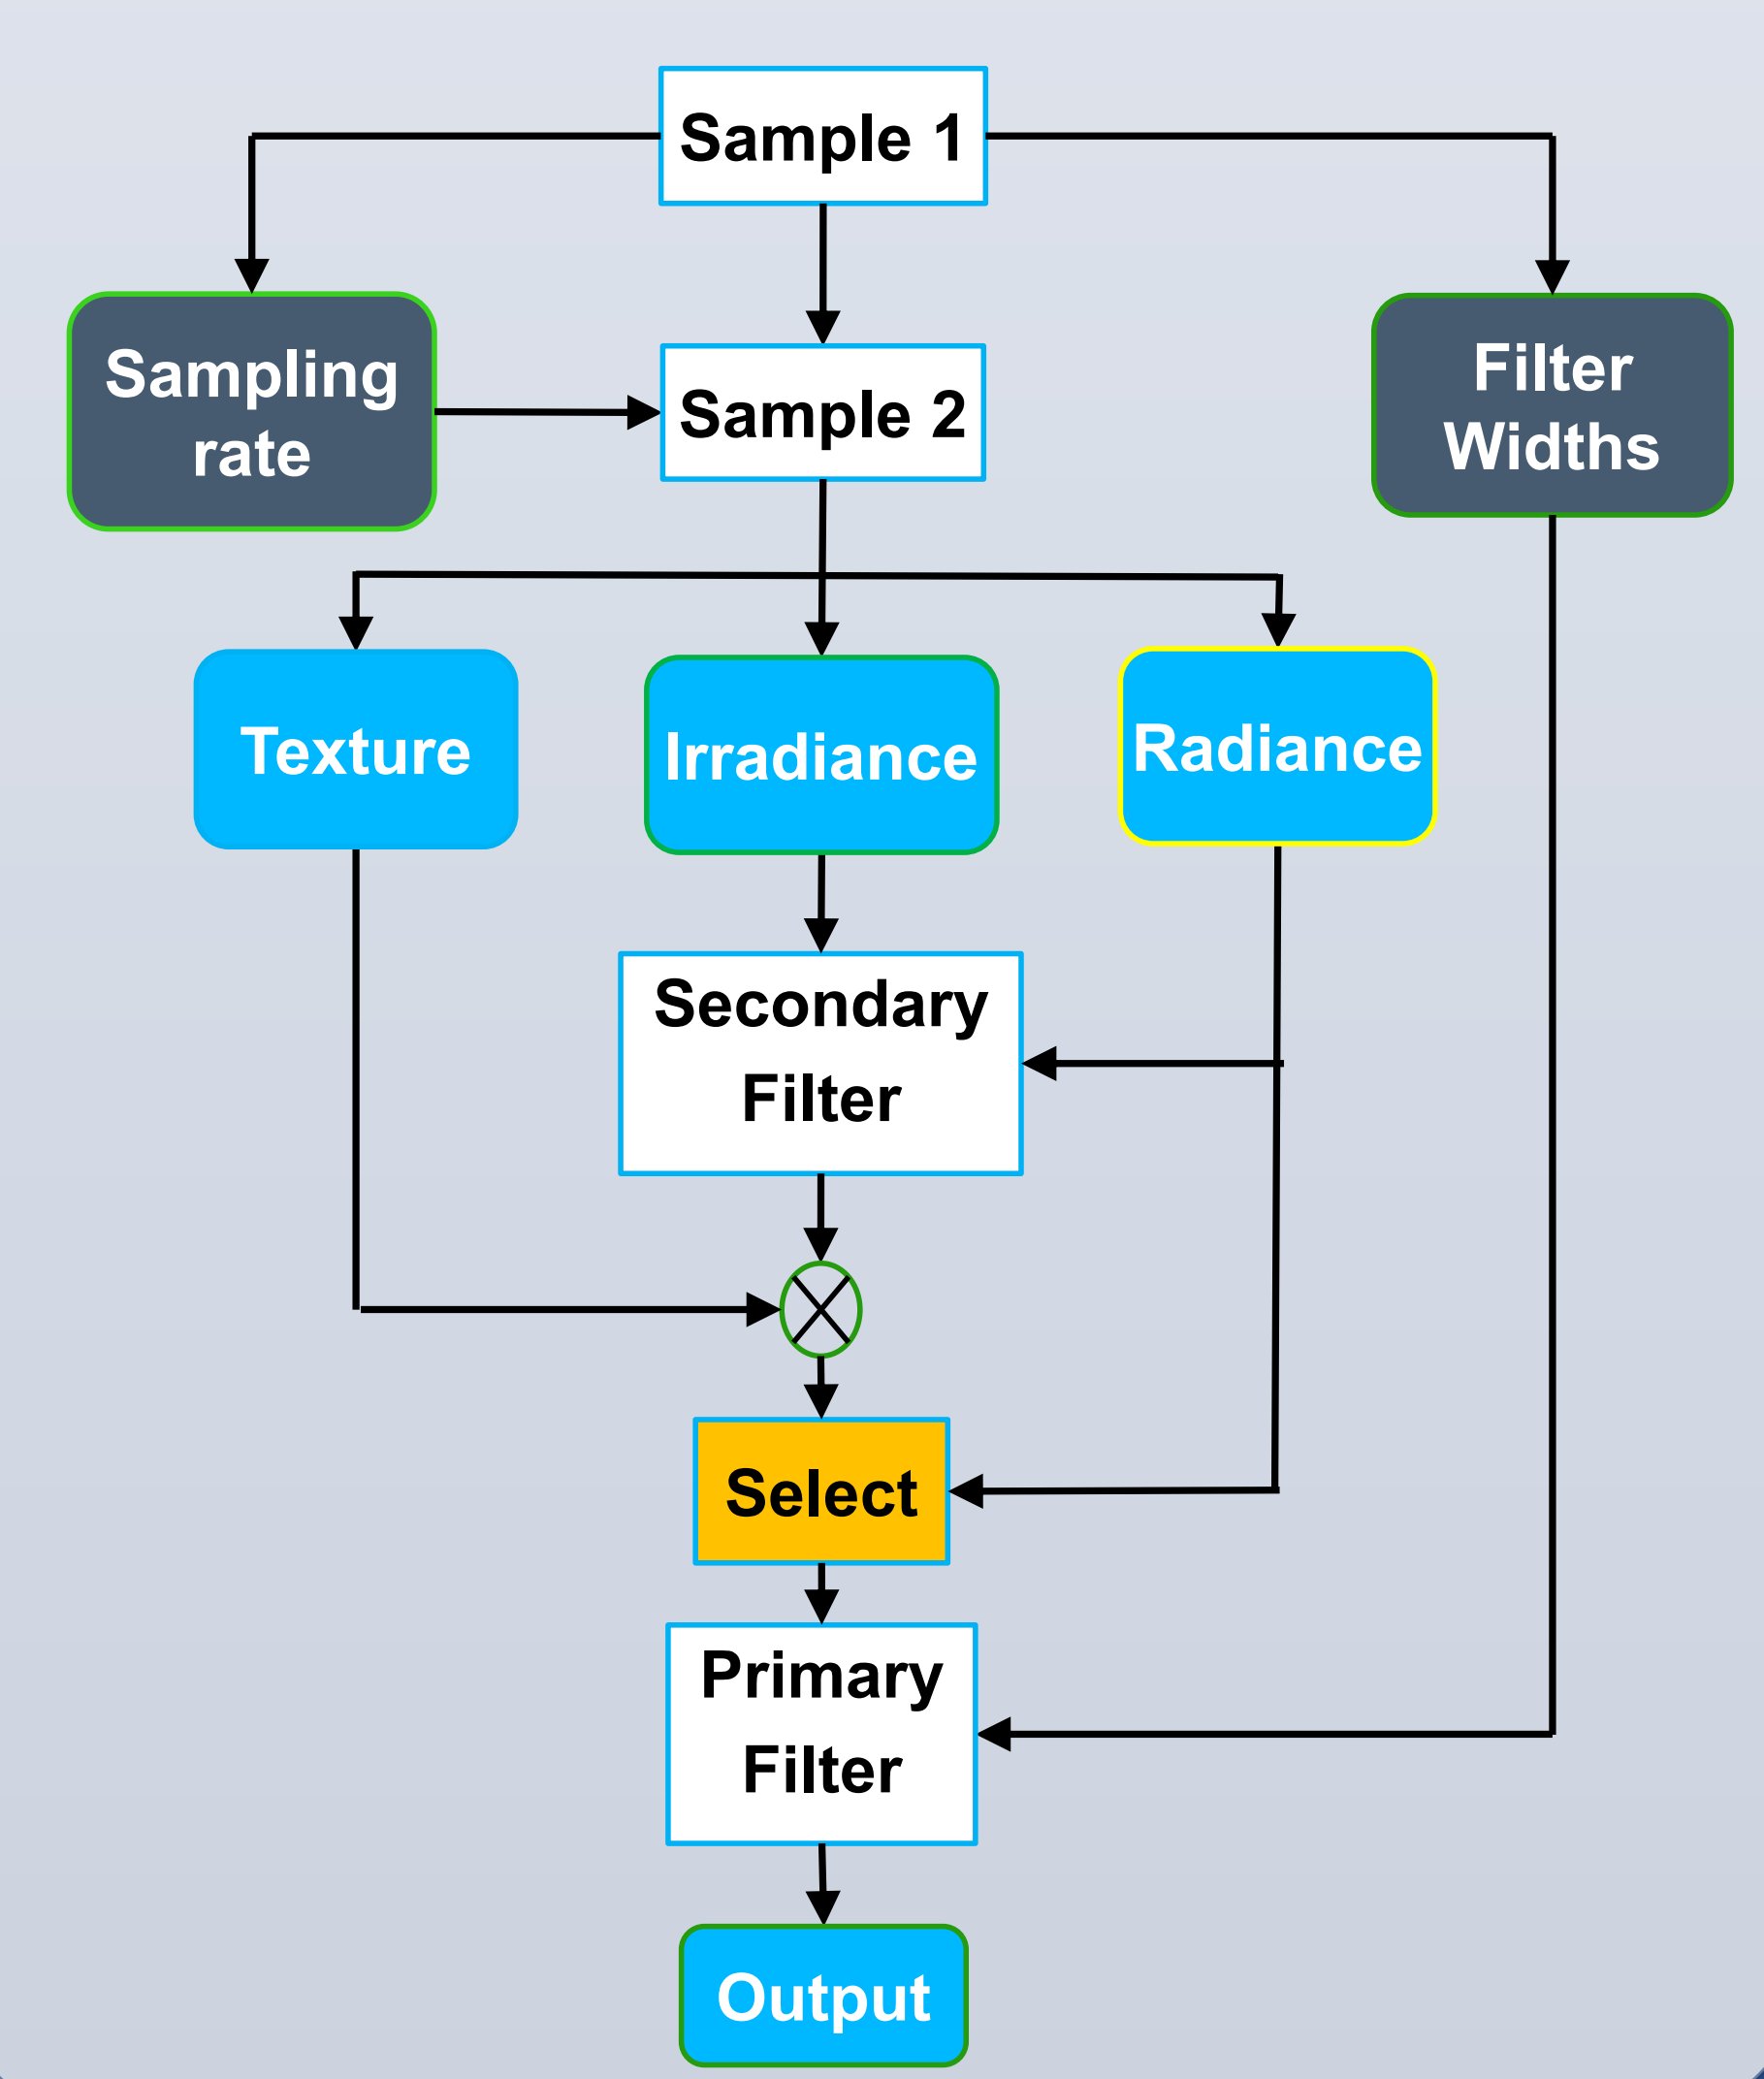 Sample 1
Sampling
rate
Sample 2
Filter
Widths
Texture
Irradiance
Radiance
Secondary
Filter
Select
Primary
Filter
Output